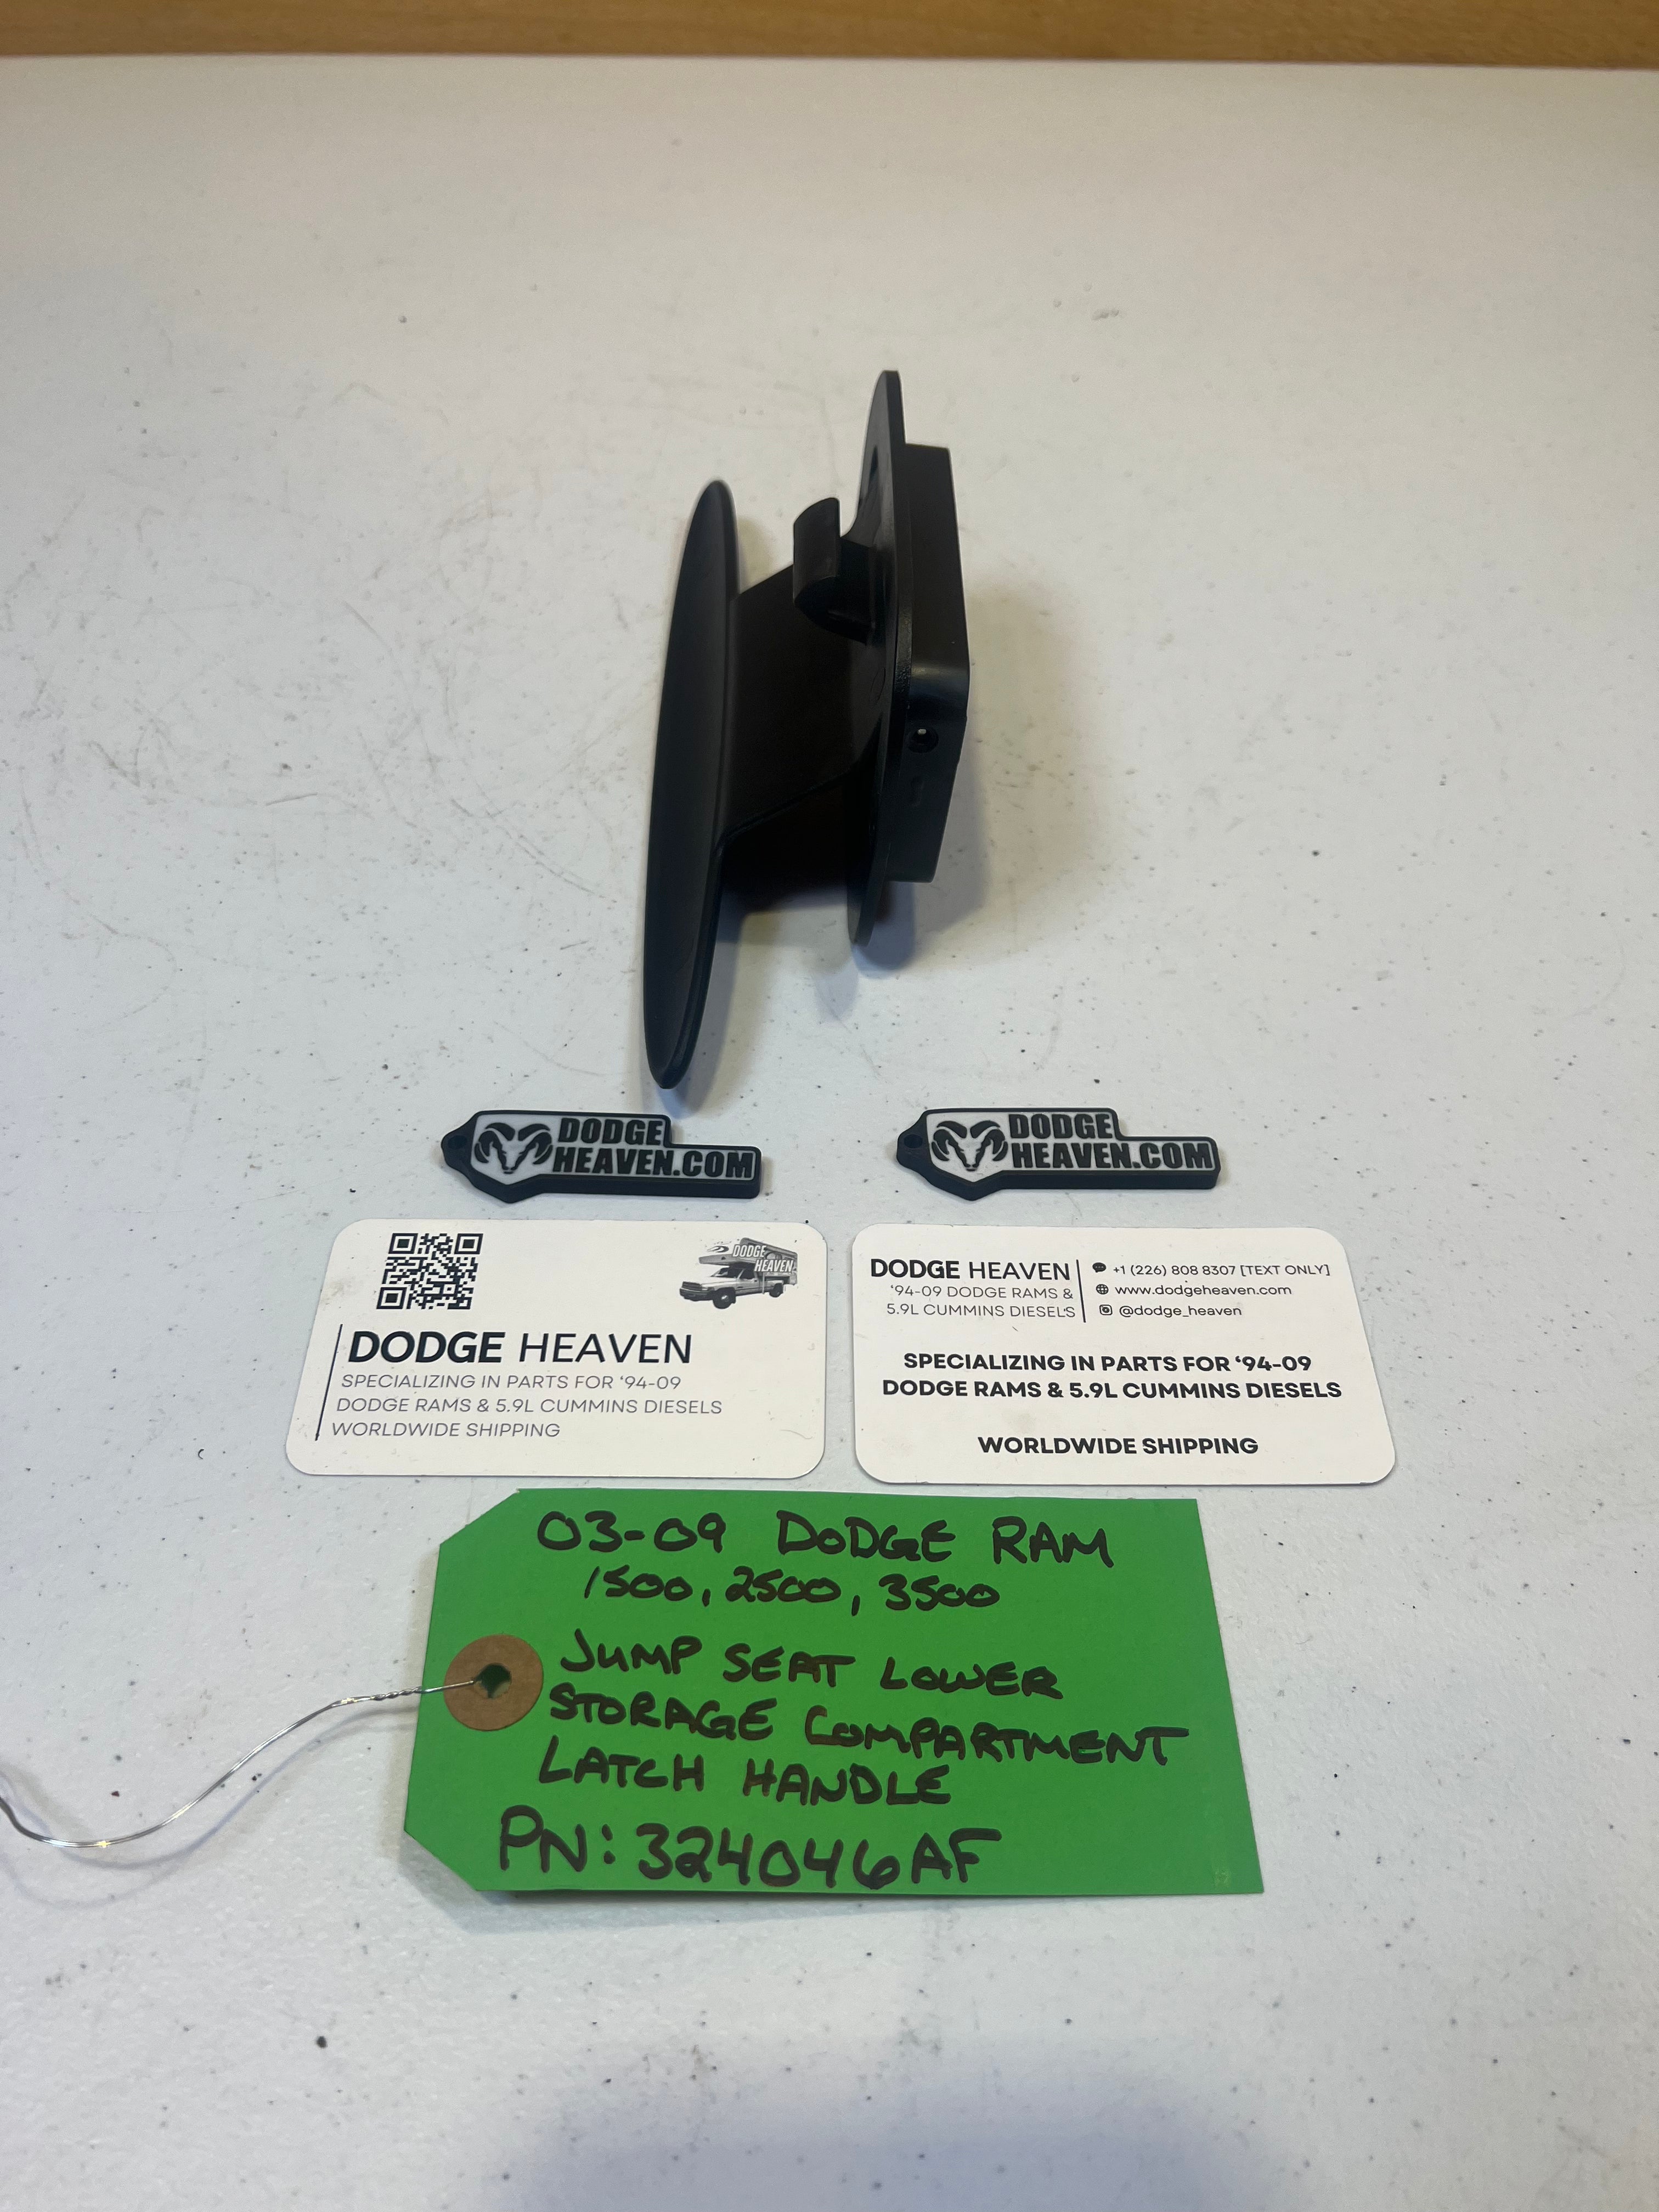 DODGE
HEAVEN.COM
DODGE
HEAVEN.COM
DODGE
HEAVEN
DODGE HEAVEN
SPECIALIZING IN PARTS FOR ‘94-09
DODGE RAMS & 5.9L CUMMINS DIESELS
WORLDWIDE SHIPPING
DODGE HEAVEN
‘94-09 DODGE RAMS &
5.9L CUMMINS DIESELS
+1 (226) 808 8307 [TEXT ONLY]
www.dodgeheaven.com
@dodge_heaven
SPECIALIZING IN PARTS FOR ‘94-09
DODGE RAMS & 5.9L CUMMINS DIESELS
WORLDWIDE SHIPPING
03-09 DODGE RAM
1500, 2500, 3500
JUMP SEAT LOWER
STORAGE COMPARTMENT
LATCH HANDLE
PN: 324046AF